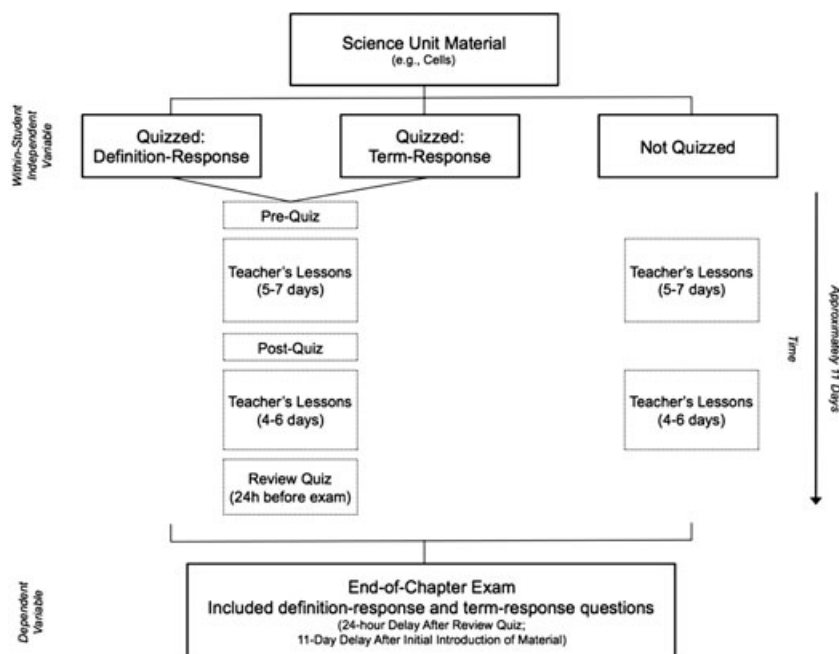 Science Unit Material
(e.g., Cells)
Within-Student
Independent
Variable
Quizzed:
Definition-Response
Quizzed:
Term-Response
Not Quizzed
Pre-Quiz
Teacher's Lessons
(5-7 days)
Teacher's Lessons
(5-7 days)
Post-Quiz
Teacher's Lessons
(4-6 days)
Teacher's Lessons
(4-6 days)
Review Quiz
(24h before exam)
Time
Approximately 11 Days
Dependent
Variable
End-of-Chapter Exam
Included definition-response and term-response questions
(24-hour Delay After Review Quiz;
11-Day Delay After Initial Introduction of Material)